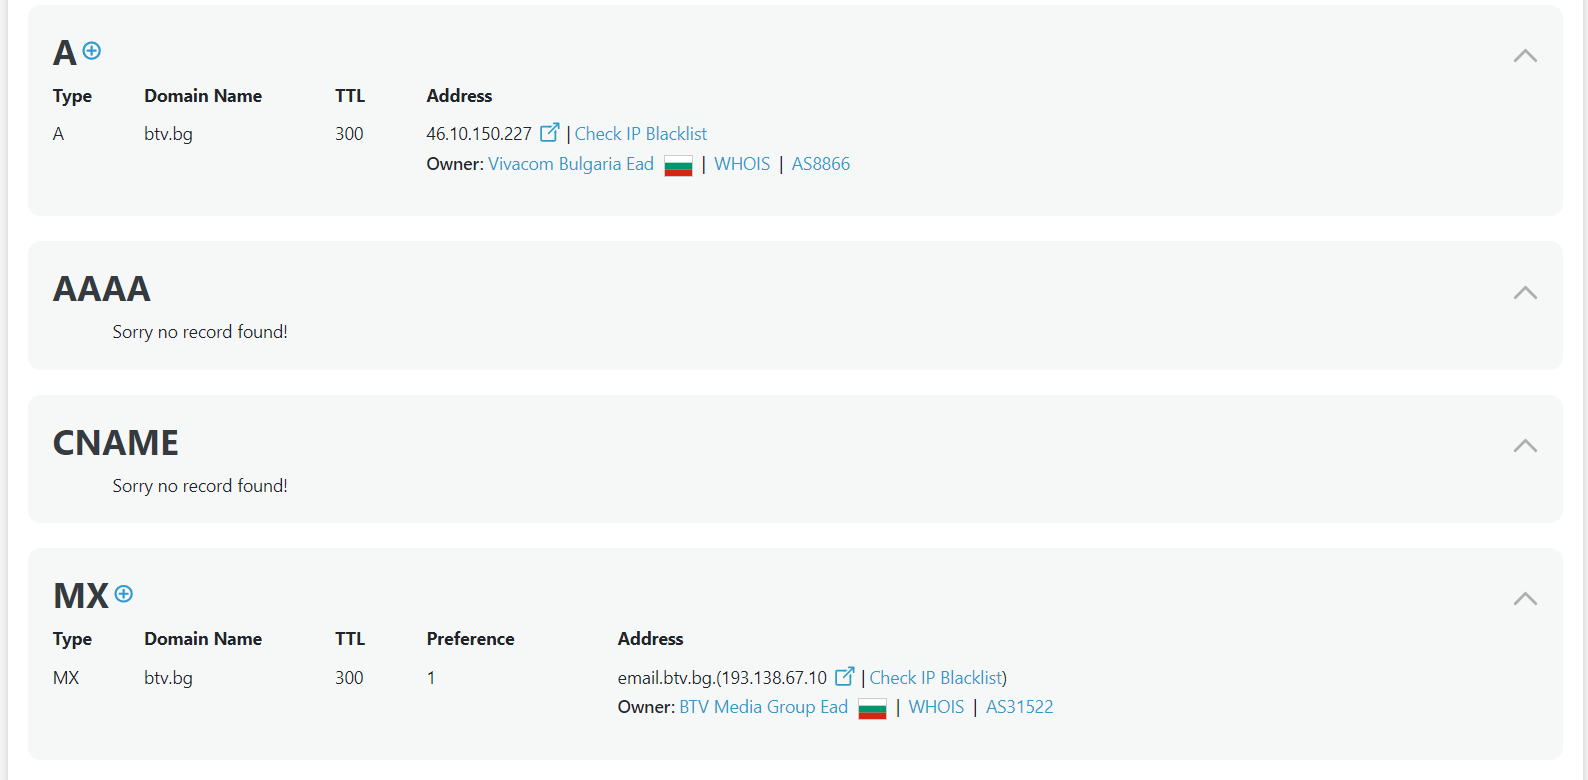 A
Type Domain Name TTL Address
A btv.bg 300 46.10.150.227 | Check IP Blacklist
Owner: Vivacom Bulgaria Ead | WHOIS | AS8866
AAAA
Sorry no record found!
CNAME
Sorry no record found!
MX
Type Domain Name TTL Preference Address
MX btv.bg 300 1 email.btv.bg.(193.138.67.10 | Check IP Blacklist)
Owner: BTV Media Group Ead | WHOIS | AS31522